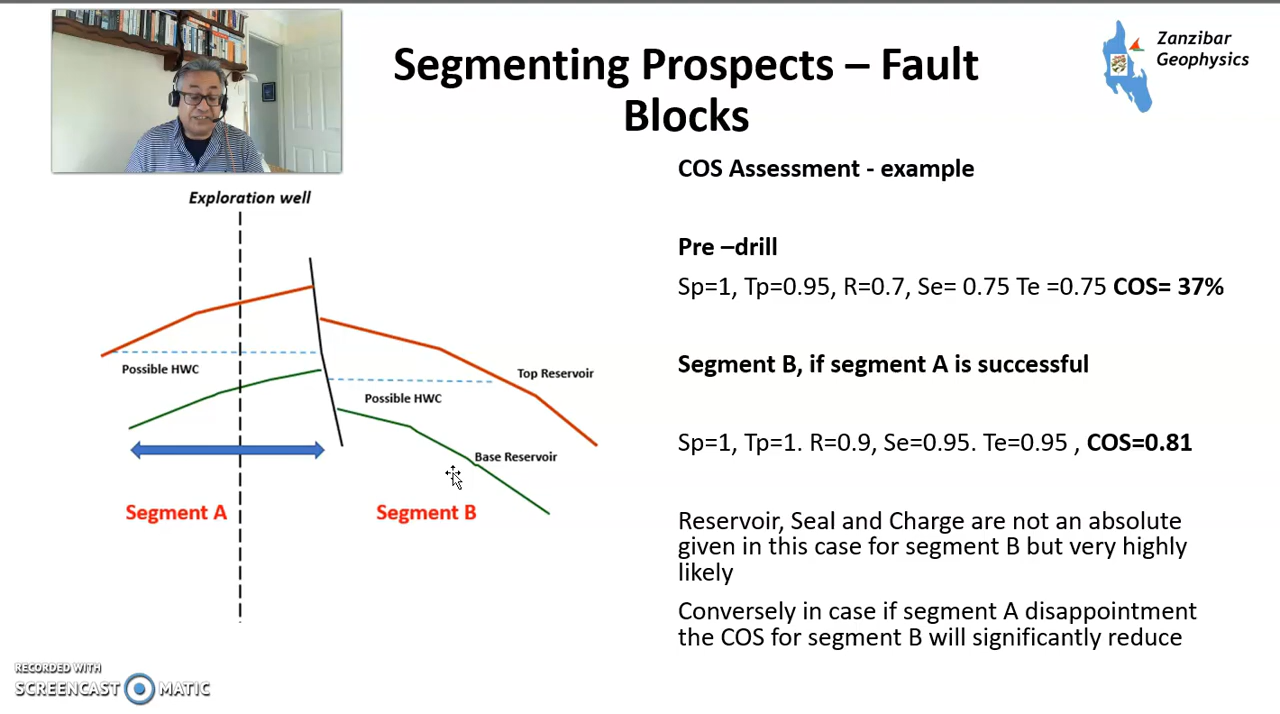 Segmenting Prospects – Fault
Blocks
Zanzibar
Geophysics
COS Assessment - example
Exploration well
Pre –drill
Sp=1, Tp=0.95, R=0.7, Se= 0.75 Te =0.75 COS= 37%
Segment B, if segment A is successful
Possible HWC
Top Reservoir
Possible HWC
Sp=1, Tp=1. R=0.9, Se=0.95. Te=0.95 , COS=0.81
Base Reservoir
Segment A
Segment B
Reservoir, Seal and Charge are not an absolute
given in this case for segment B but very highly
likely
Conversely in case if segment A disappointment
the COS for segment B will significantly reduce
RECORDED WITH
SCREENCAST MATIC